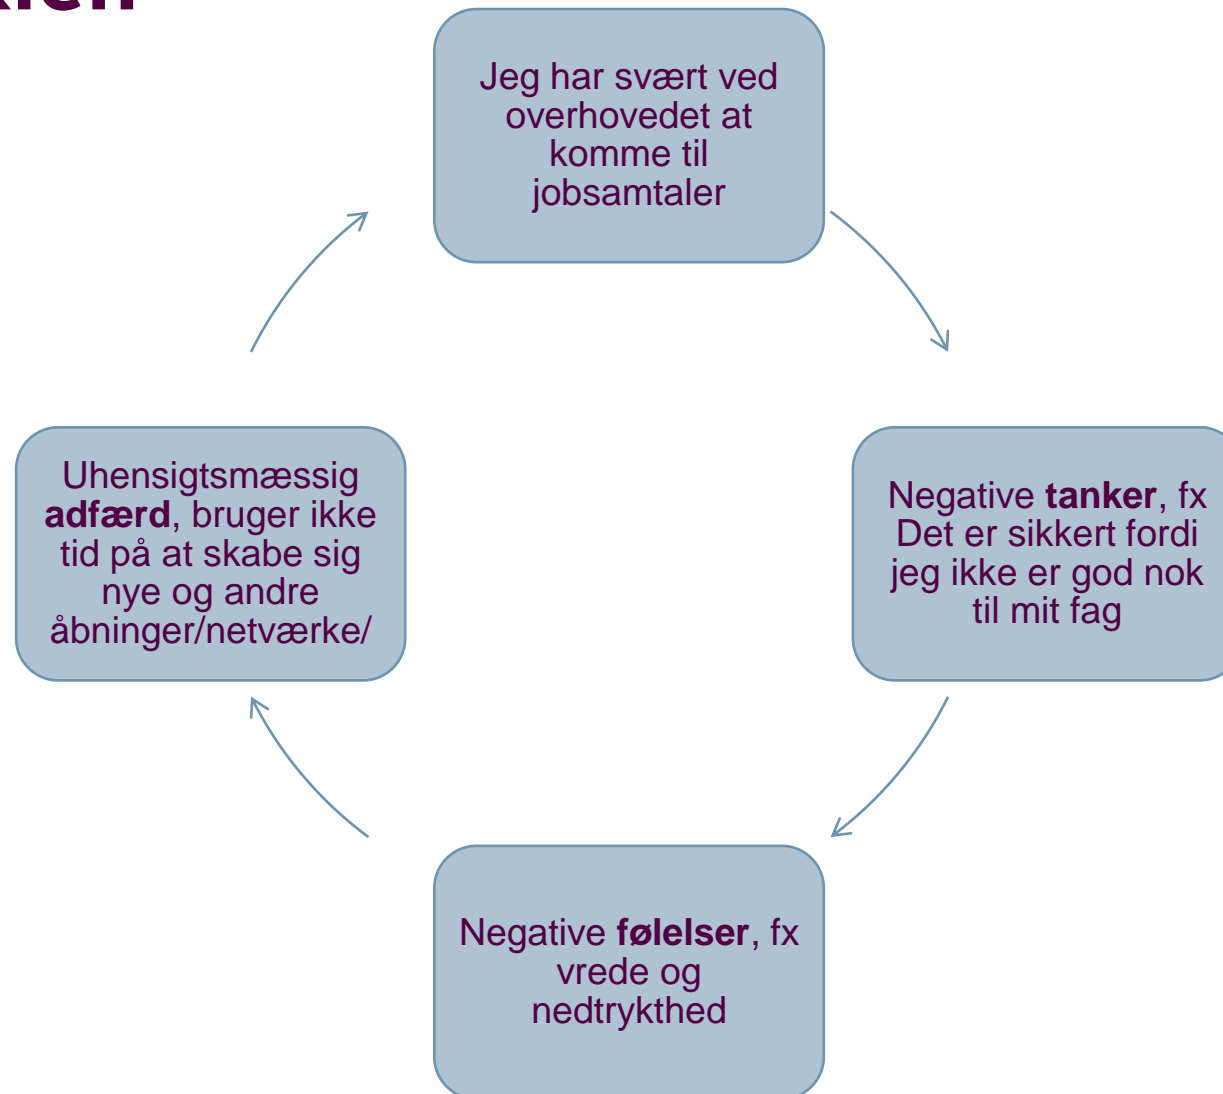 Jeg har svært ved
overhovedet at
komme til
jobsamtaler
Negative tanker, fx
Det er sikkert fordi
jeg ikke er god nok
til mit fag
Negative følelser, fx
vrede og
nedtrykthed
Uhensigtsmæssig
adfærd, bruger ikke
tid på at skabe sig
nye og andre
åbninger/netværke/